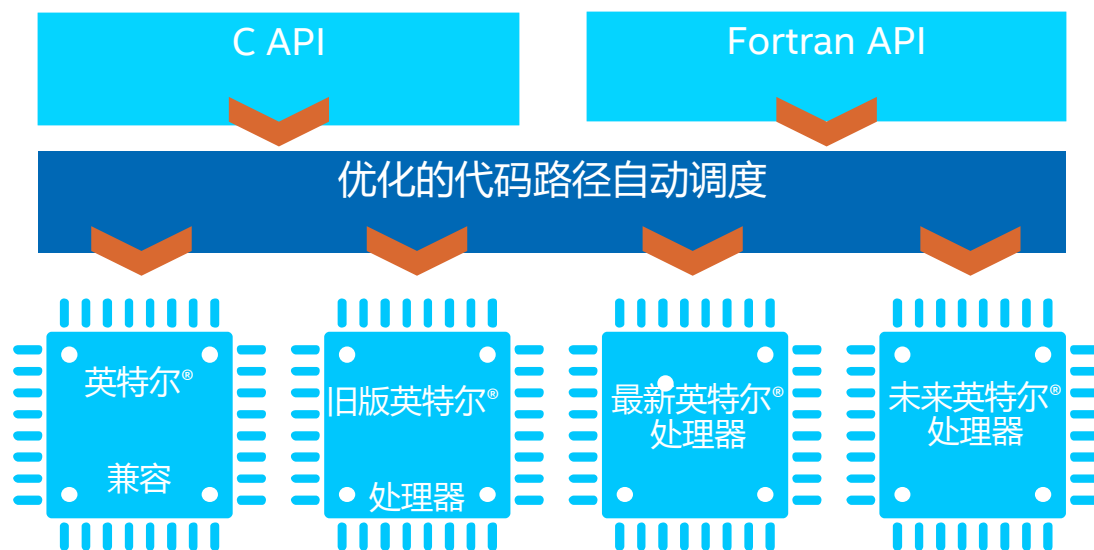 C API
Fortran API
优化的代码路径自动调度
英特尔®
兼容
旧版英特尔®
处理器
最新英特尔®
处理器
未来英特尔®
处理器